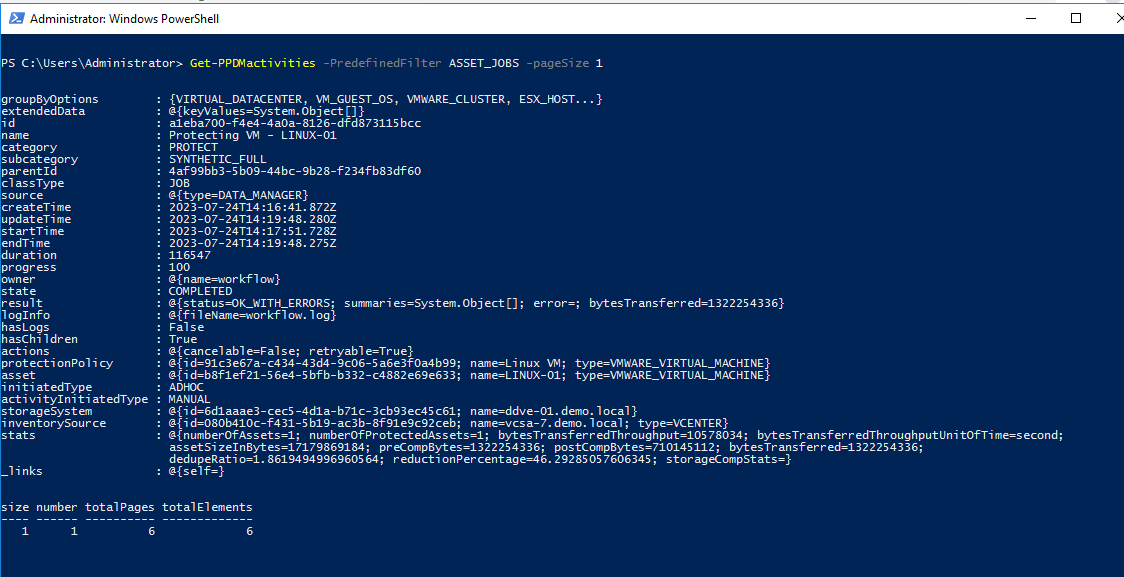 Administrator: Windows PowerShell
PS C:\Users\Administrator> Get-PPDMactivities -PredefinedFilter ASSET_JOBS -pageSize 1
groupByOptions : {VIRTUAL_DATACENTER, VM_GUEST_OS, VMWARE_CLUSTER, ESX_HOST...}
extendedData : @{keyValues=System.Object[]}
id : a1eba700-f4e4-4a0a-8126-dfd873115bcc
name : Protecting VM - LINUX-01
category : PROTECT
subcategory : SYNTHETIC_FULL
parentId : 4af99bb3-5b09-44bc-9b28-f234fb83df60
classType : JOB
source : @{type=DATA_MANAGER}
createTime : 2023-07-24T14:16:41.872Z
updateTime : 2023-07-24T14:19:48.280Z
startTime : 2023-07-24T14:17:51.728Z
endTime : 2023-07-24T14:19:48.275Z
duration : 116547
progress : 100
owner : @{name=workflow}
state : COMPLETED
result : @{status=OK_WITH_ERRORS; summaries=System.Object[]; error=; bytesTransferred=1322254336}
logInfo : @{fileName=workflow.log}
hasLogs : False
hasChildren : True
actions : @{cancelable=False; retryable=True}
protectionPolicy : @{id=91c3e67a-c434-43d4-9c06-5a6e3f0a4b99; name=Linux VM; type=VMWARE_VIRTUAL_MACHINE}
asset : @{id=b8f1ef21-56e4-5bfb-b332-c4882e69e633; name=LINUX-01; type=VMWARE_VIRTUAL_MACHINE}
initiatedType : ADHOC
activityInitiatedType : MANUAL
storageSystem : @{id=6d1aaae3-cec5-4d1a-b71c-3cb93ec45c61; name=ddve-01.demo.local}
inventorySource : @{id=080b410c-f431-5b19-ac3b-8f91e9c92ceb; name=vcsa-7.demo.local; type=VCENTER}
stats : @{numberOfAssets=1; numberOfProtectedAssets=1; bytesTransferredThroughput=10578034; bytesTransferredThroughputUnitOfTime=second;
assetSizeInBytes=17179869184; preCompBytes=1322254336; postCompBytes=710145112; bytesTransferred=1322254336;
dedupeRatio=1.8619494996960564; reductionPercentage=46.29285057606345; storageCompStats=}
_links : @{self=}
size number totalPages totalElements
---- ------ ---------- -------------
1 1 6 6